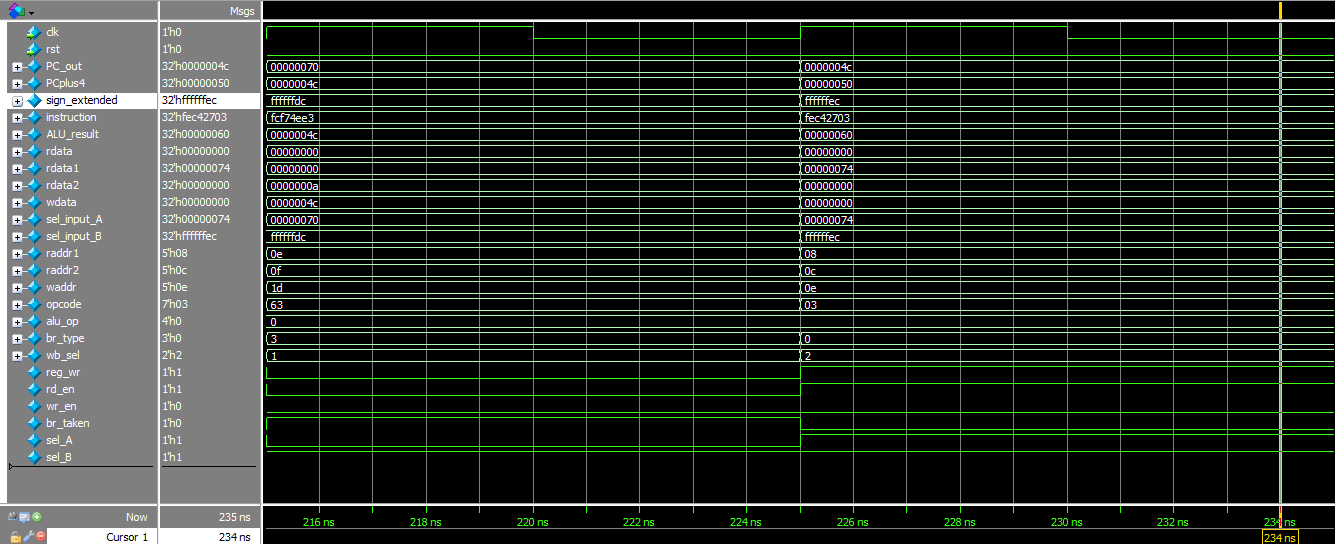 Msgs
clk 1'h0
rst 1'h0
PC_out 32'h0000004c 00000070 0000004c
PCplus4 32'h00000050 0000004c 00000050
sign_extended 32'hffffffec ffffffdc ffffffec
instruction 32'hfec42703 fcf74ee3 fec42703
ALU_result 32'h00000060 0000004c 00000060
rdata 32'h00000000 00000000 00000000
rdata1 32'h00000074 00000000 00000074
rdata2 32'h00000000 0000000a 00000000
wdata 32'h00000000 0000004c 00000000
sel_input_A 32'h00000074 00000070 00000074
sel_input_B 32'hffffffec ffffffdc ffffffec
raddr1 5'h08 0e 08
raddr2 5'h0c 0f 0c
waddr 5'h0e 1d 0e
opcode 7'h03 63 03
alu_op 4'h0 0
br_type 3'h0 3 0
wb_sel 2'h2 1 2
reg_wr 1'h1
rd_en 1'h1
wr_en 1'h0
br_taken 1'h0
sel_A 1'h1
sel_B 1'h1
Now 235 ns 216 ns 218 ns 220 ns 222 ns 224 ns 226 ns 228 ns 230 ns 232 ns 234 ns
Cursor 1 234 ns 234 ns